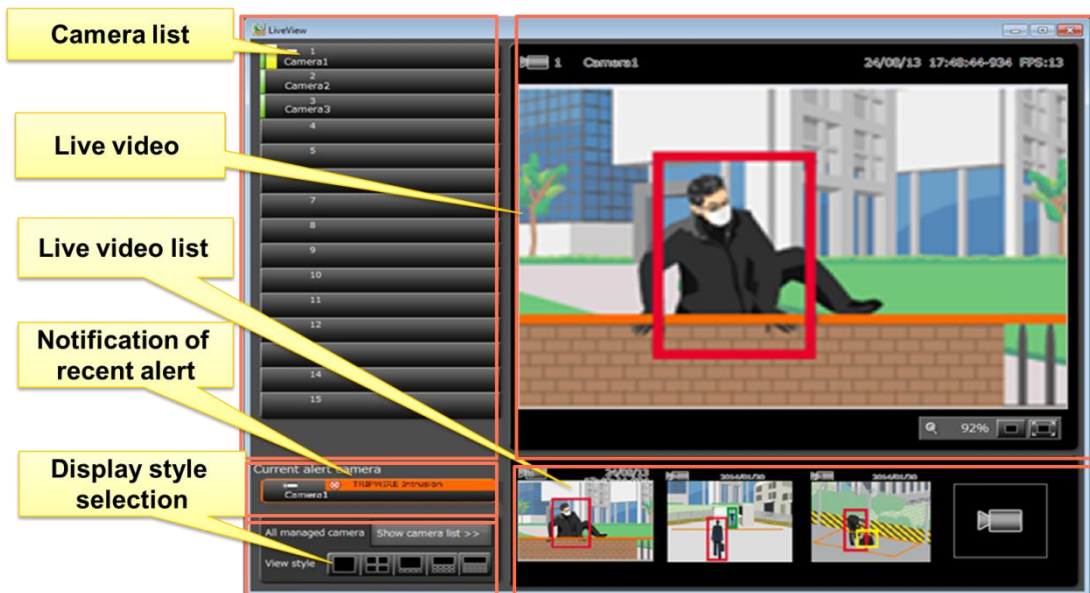 Camera list
Live video
Live video list
Notification of
recent alert
Display style
selection
LiveView
1
Camera1
2
Camera2
3
Camera3
4
5
7
8
9
10
11
12
14
15
Current alert camera
TRIPWIRE Intrusion
Camera1
All managed camera
Show camera list >>
View style
1 Camera1
24/08/13 17:48:44-934 FPS:13
92%
24/08/13
2014/01/30
2014/01/30